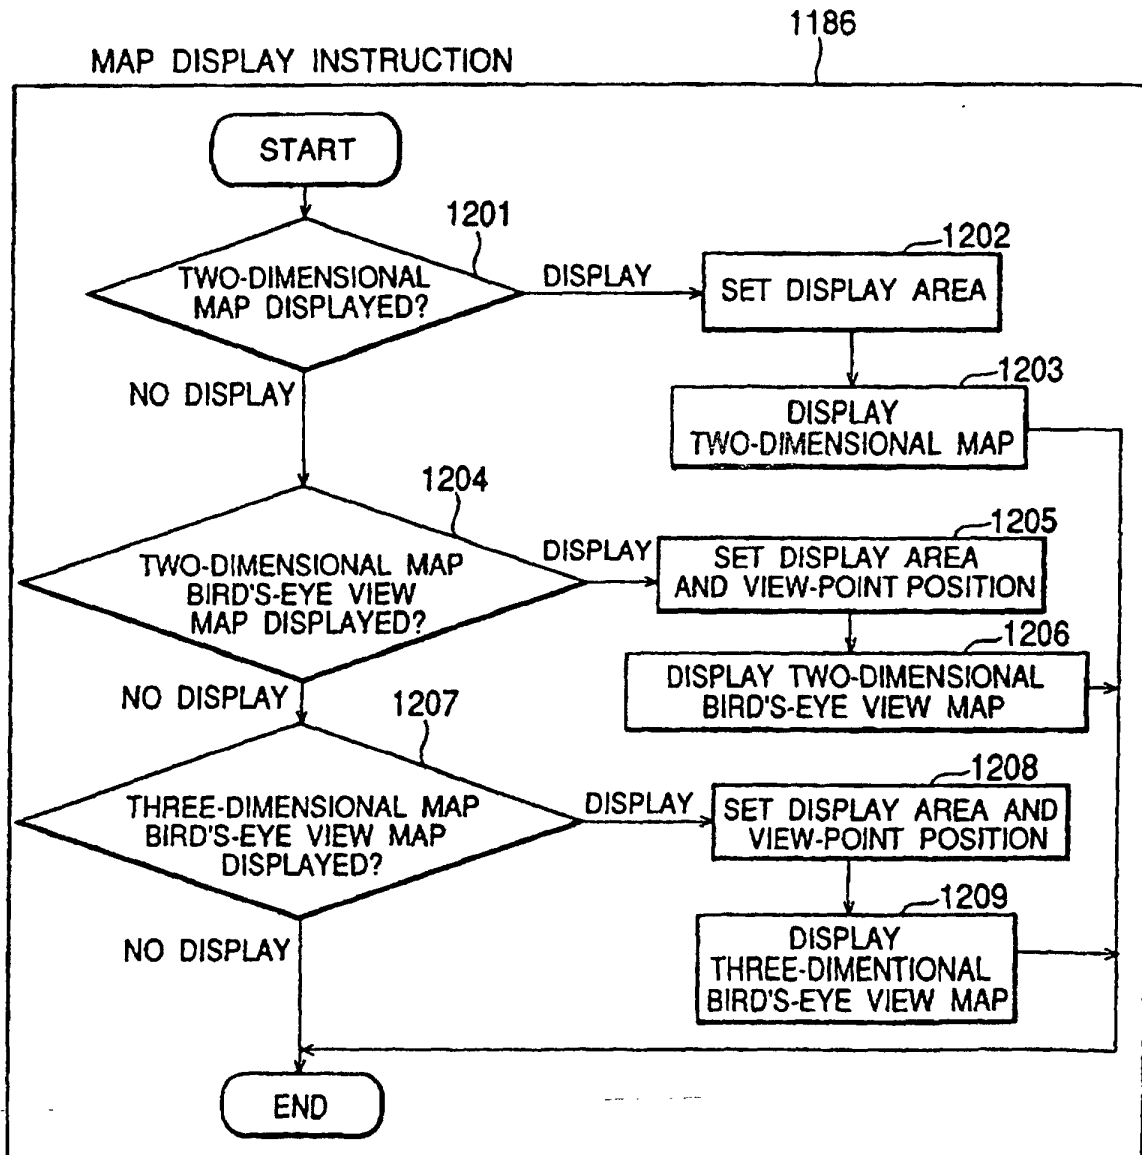 1186
MAP DISPLAY INSTRUCTION
START
1201
TWO-DIMENSIONAL
MAP DISPLAYED?
DISPLAY
1202
SET DISPLAY AREA
NO DISPLAY
1203
DISPLAY
TWO-DIMENSIONAL MAP
1204
TWO-DIMENSIONAL MAP
BIRD'S-EYE VIEW
MAP DISPLAYED?
DISPLAY
1205
SET DISPLAY AREA
AND VIEW-POINT POSITION
1206
DISPLAY TWO-DIMENSIONAL
BIRD'S-EYE VIEW MAP
NO DISPLAY
1207
THREE-DIMENSIONAL MAP
BIRD'S-EYE VIEW MAP
DISPLAYED?
DISPLAY
1208
SET DISPLAY AREA AND
VIEW-POINT POSITION
1209
DISPLAY
THREE-DIMENTIONAL
BIRD'S-EYE VIEW MAP
NO DISPLAY
END